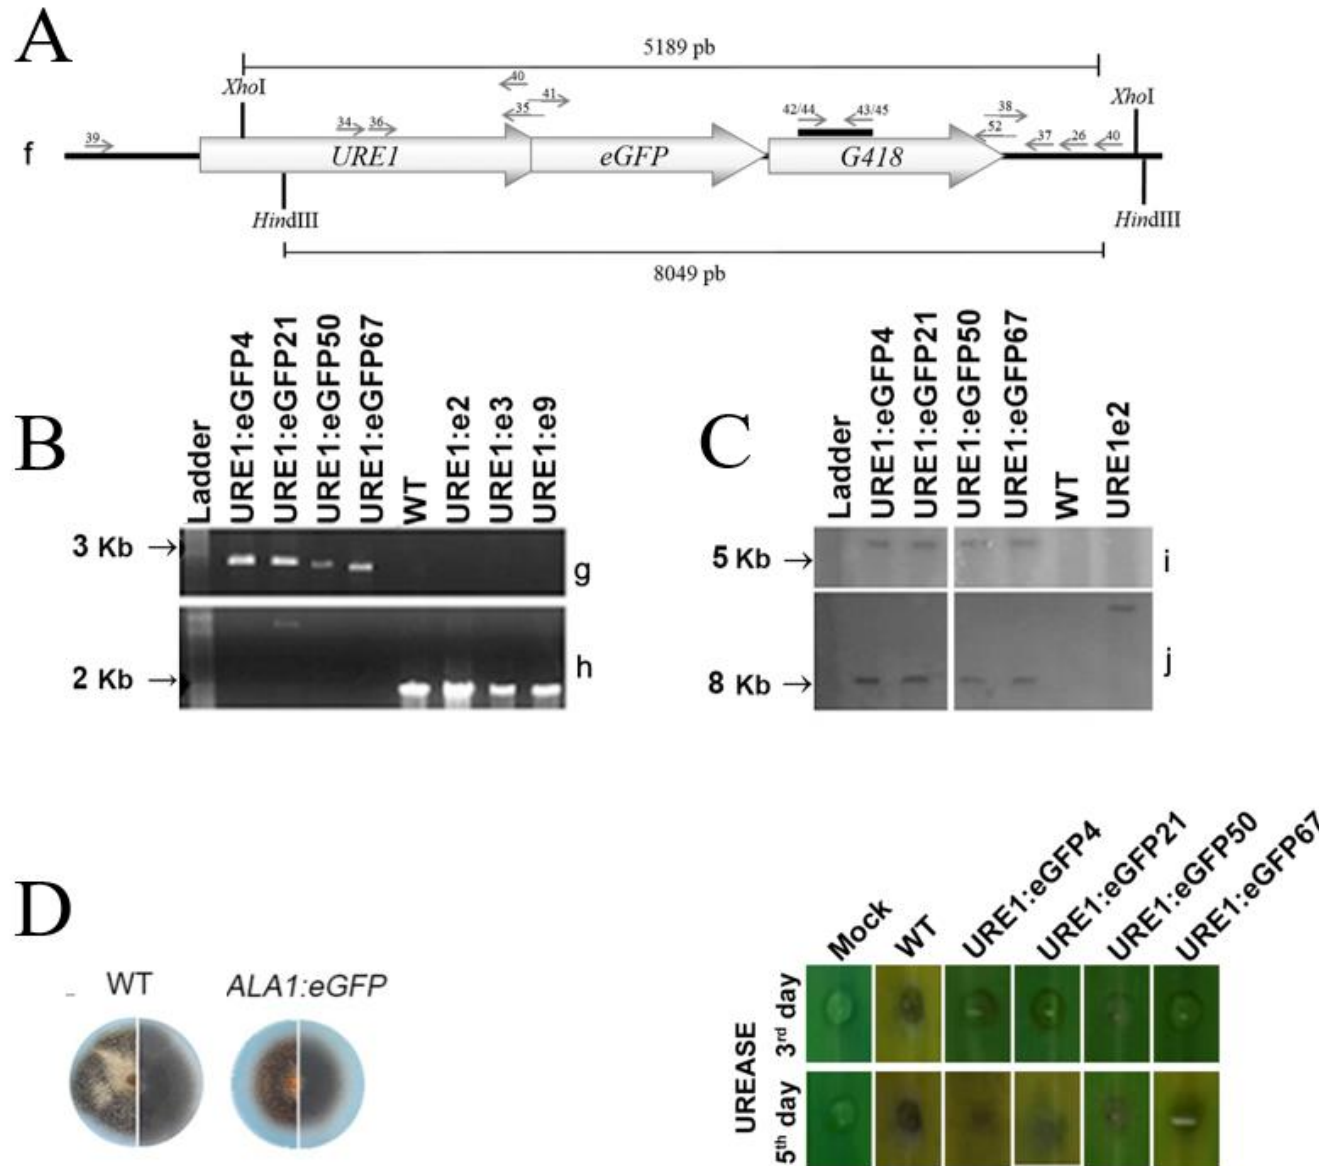 A
5189 pb
XhoI
40
41
35
34
36
42/44
43/45
38
52
37
26
40
XhoI
39
f
URE1
eGFP
G418
HindIII
HindIII
8049 pb
B
Ladder
URE1:eGFP4
URE1:eGFP21
URE1:eGFP50
URE1:eGFP67
WT
URE1:e2
URE1:e3
URE1:e9
3 Kb
g
2 Kb
h
C
Ladder
URE1:eGFP4
URE1:eGFP21
URE1:eGFP50
URE1:eGFP67
WT
URE1e2
5 Kb
i
8 Kb
j
D
WT
ALA1:eGFP
Mock
WT
URE1:eGFP4
URE1:eGFP21
URE1:eGFP50
URE1:eGFP67
UREASE
3rd day
5th day